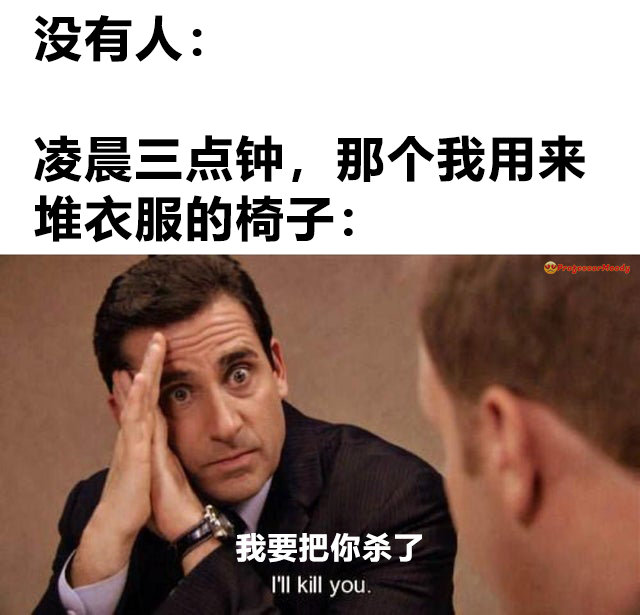 没有人：
凌晨三点钟，那个我用来
堆衣服的椅子：
ProfessourMeody
我要把你杀了
I'll kill you.